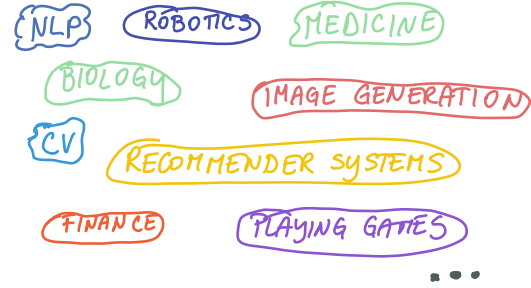 NLP ROBOTICS MEDICINE
BIOLOGY
IMAGE GENERATION
CV
RECOMMENDER SYSTEMS
FINANCE PLAYING GAMES
...